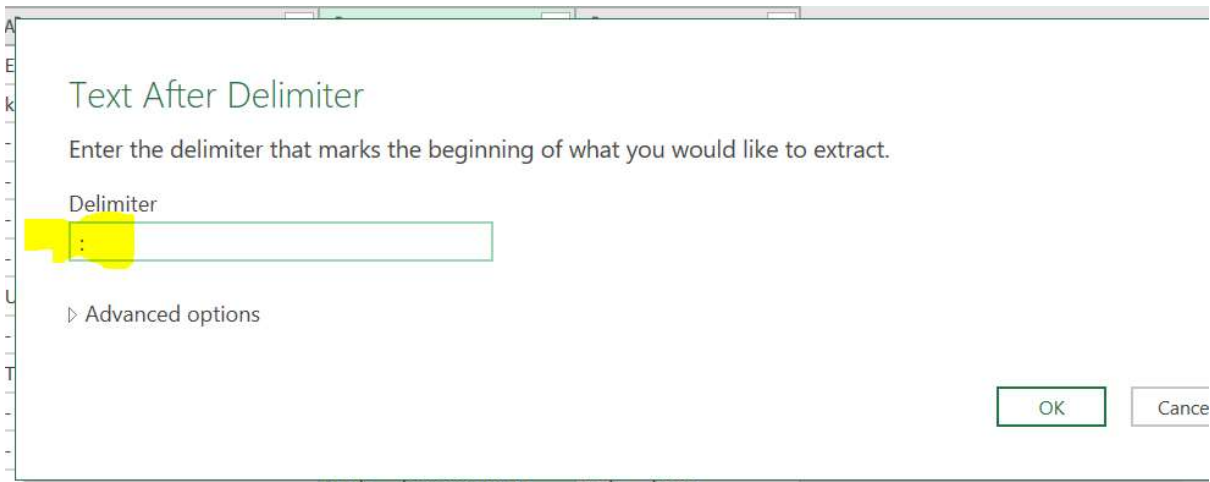 Text After Delimiter
Enter the delimiter that marks the beginning of what you would like to extract.
Delimiter
:
Advanced options
OK
Cance